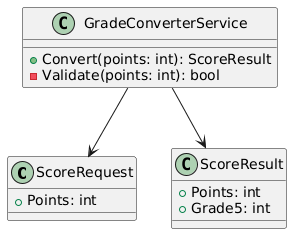 C GradeConverterService
Convert(points: int): ScoreResult
Validate(points: int): bool
C ScoreRequest
Points: int
C ScoreResult
Points: int
Grade5: int